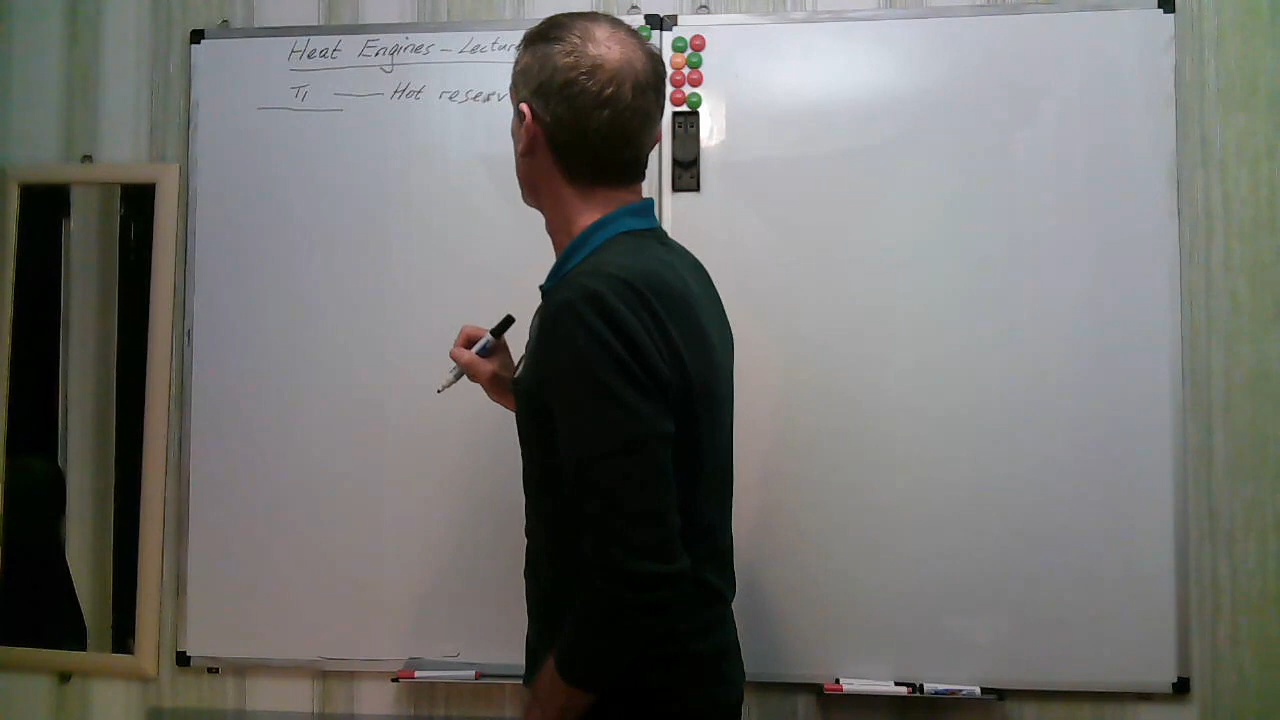 Heat Engines – Lecture
T₁ — Hot reserv